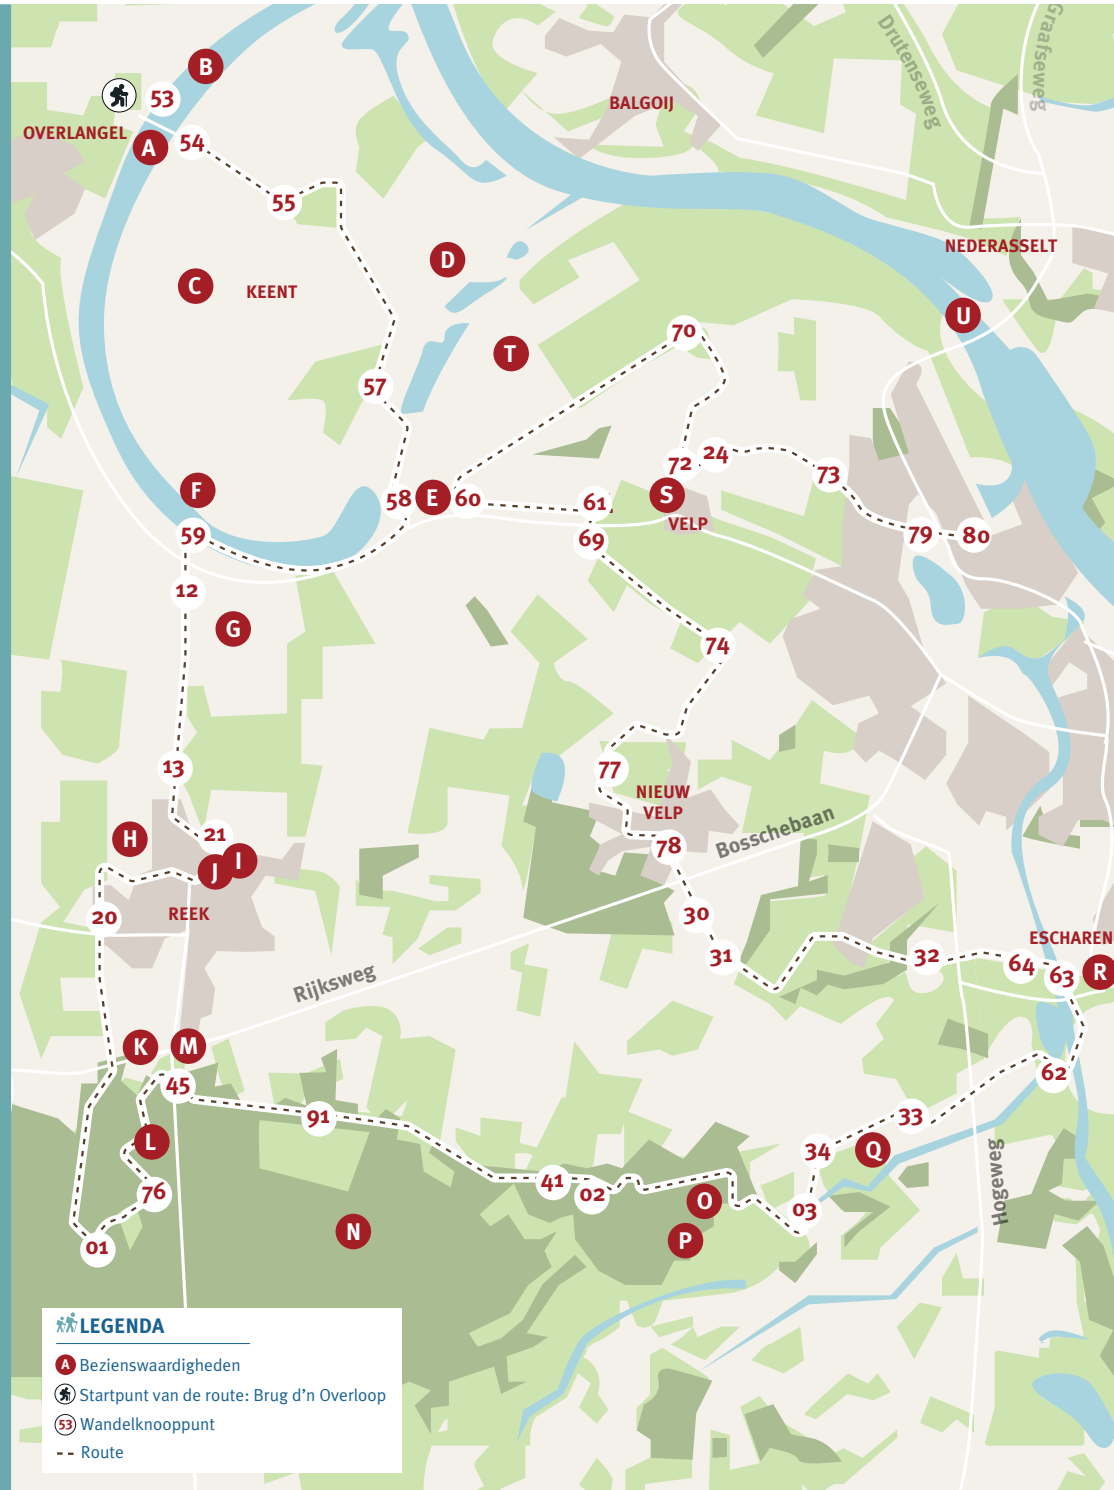 B
53
OVERLANGEL
A
54
55
BALGOIJ
Drutenseweg
Graafseweg
NEDERASSELT
C
KEENT
D
T
U
70
57
72
24
73
F
58
E
60
61
S
VELP
59
69
79
80
12
G
74
13
77
NIEUW
VELP
H
21
I
J
78
Bosschebaan
20
REEK
30
31
32
ESCHAREN
64
63
R
Rijksweg
K
M
45
62
91
33
L
34
Q
76
41
02
O
03
Hogeweg
01
N
P
LEGENDA
A Bezienswaardigheden
Startpunt van de route: Brug d’n Overloop
53 Wandelknooppunt
Route